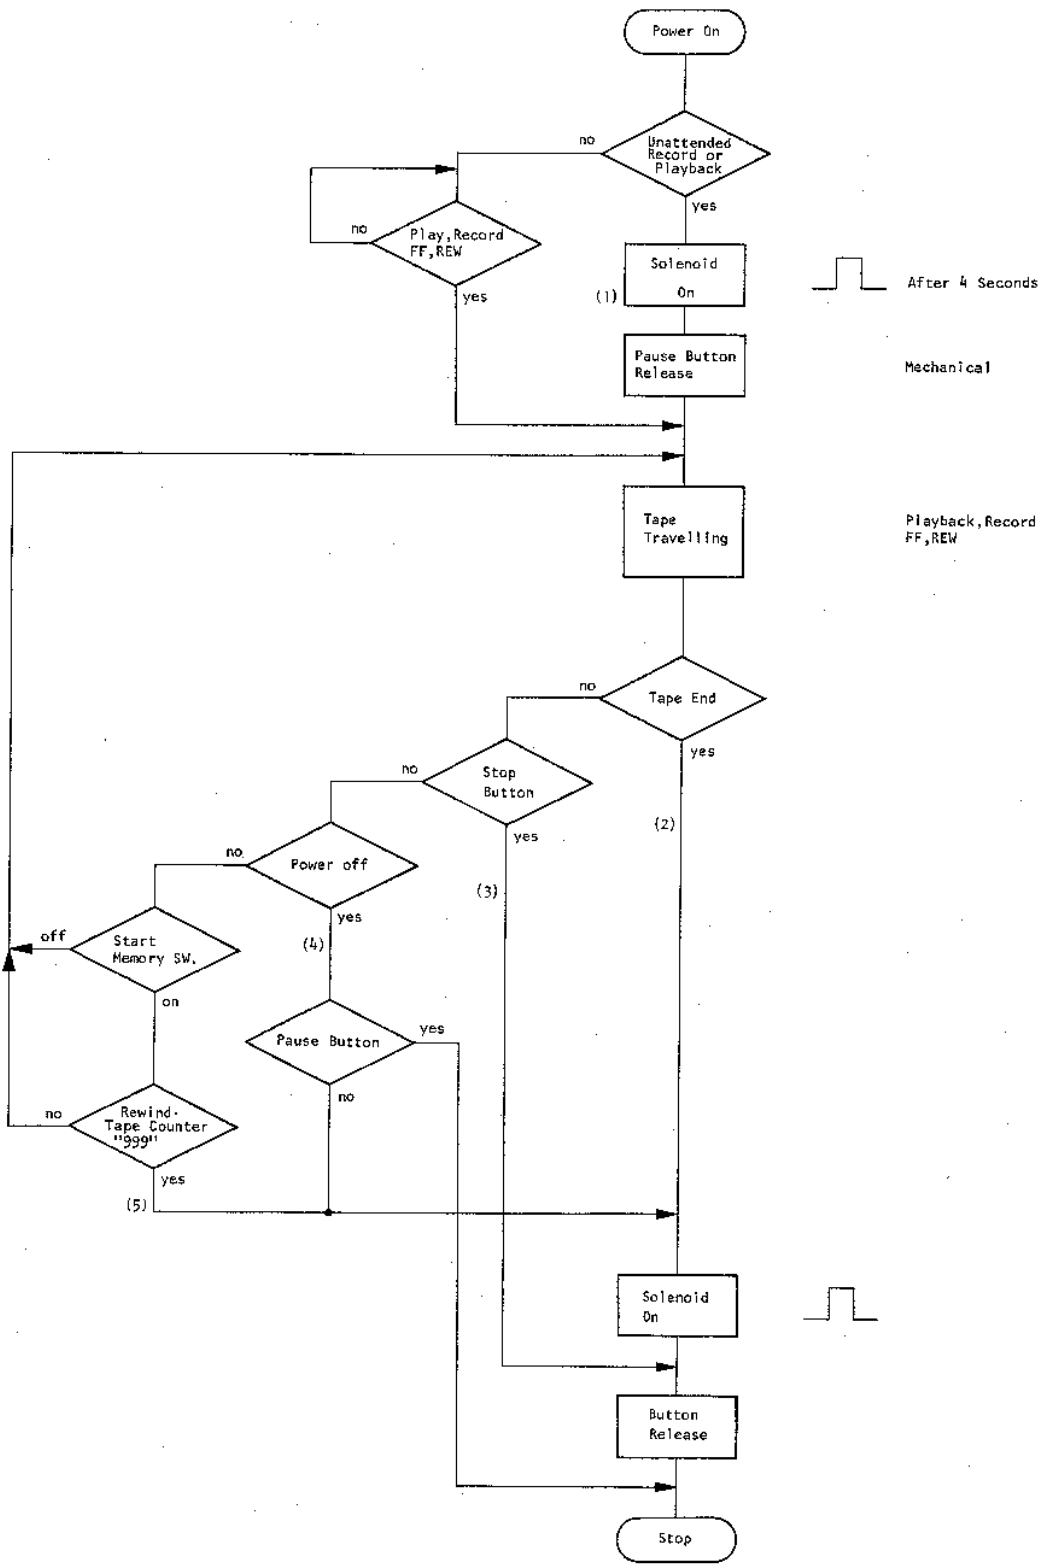 Power On
no
Unattended
Record or
Playback
yes
no
Play,Record
FF,REW
yes
Solenoid
On
(1)
After 4 Seconds
Pause Button
Release
Mechanical
Tape
Travelling
Playback,Record
FF,REW
no
Tape End
yes
no
Stop
Button
(2)
yes
no
Power off
(3)
yes
off
Start
Memory SW.
(4)
on
Pause Button
yes
no
no
Rewind-
Tape Counter
"999"
yes
(5)
Solenoid
On
Button
Release
Stop